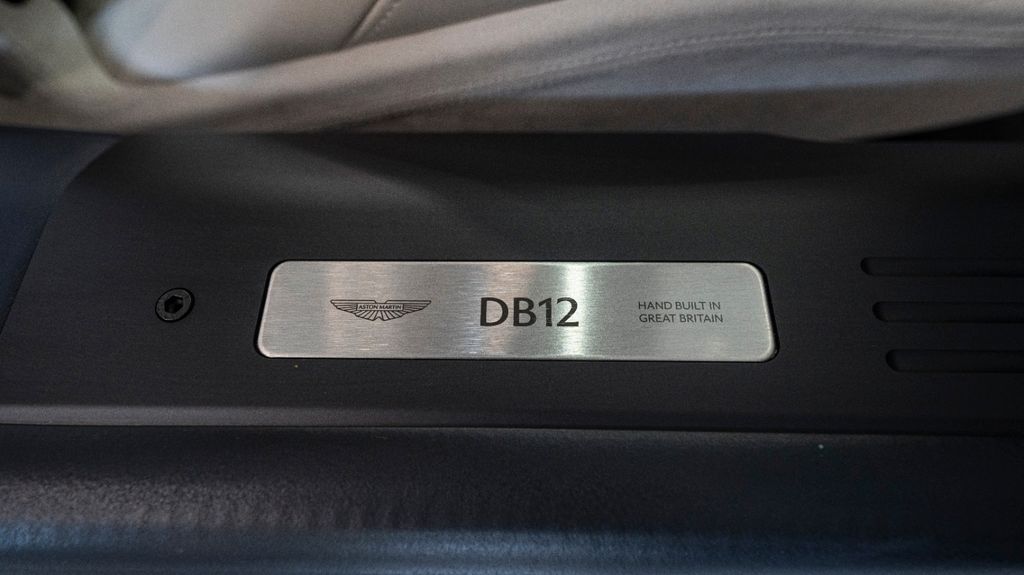 ASTON MARTIN
DB12
HAND BUILT IN
GREAT BRITAIN